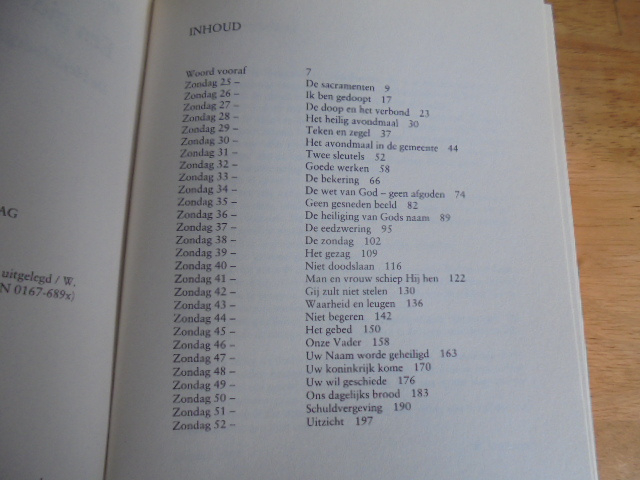 AG
uitgelegd / W.
N 0167-689x)
INHOUD
Woord vooraf 7
Zondag 25 – De sacramenten 9
Zondag 26 – Ik ben gedoopt 17
Zondag 27 – De doop en het verbond 23
Zondag 28 – Het heilig avondmaal 30
Zondag 29 – Teken en zegel 37
Zondag 30 – Het avondmaal in de gemeente 44
Zondag 31 – Twee sleutels 52
Zondag 32 – Goede werken 58
Zondag 33 – De bekering 66
Zondag 34 – De wet van God – geen afgoden 74
Zondag 35 – Geen gesneden beeld 82
Zondag 36 – De heiliging van Gods naam 89
Zondag 37 – De eedzwering 95
Zondag 38 – De zondag 102
Zondag 39 – Het gezag 109
Zondag 40 – Niet doodslaan 116
Zondag 41 – Man en vrouw schiep Hij hen 122
Zondag 42 – Gij zult niet stelen 130
Zondag 43 – Waarheid en leugen 136
Zondag 44 – Niet begeren 142
Zondag 45 – Het gebed 150
Zondag 46 – Onze Vader 158
Zondag 47 – Uw Naam worde geheiligd 163
Zondag 48 – Uw koninkrijk kome 170
Zondag 49 – Uw wil geschiede 176
Zondag 50 – Ons dagelijks brood 183
Zondag 51 – Schuldvergeving 190
Zondag 52 – Uitzicht 197